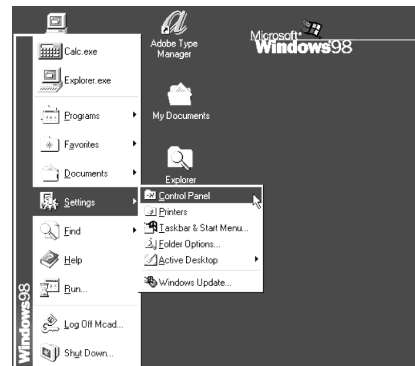 Adobe Type
Manager
Microsoft
Windows98
My Documents
Explorer
Calc.exe
Explorer.exe
Programs
Favorites
Documents
Settings
Find
Help
Run...
Log Off Mcad...
Shut Down...
Windows98
Control Panel
Printers
Taskbar & Start Menu...
Folder Options...
Active Desktop
Windows Update...